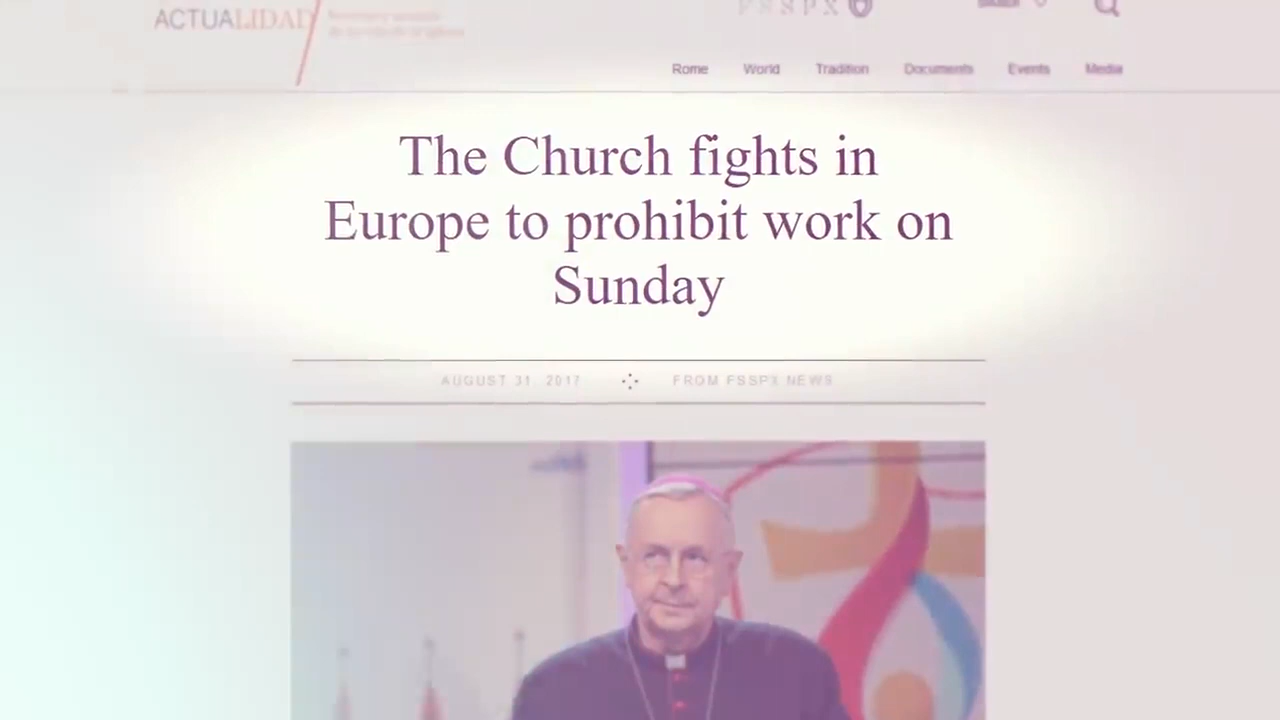 ACTUALIDAD
FSSPX
Rome World Tradition Documents Events Media
The Church fights in
Europe to prohibit work on
Sunday
AUGUST 31, 2017 FROM FSSPX NEWS